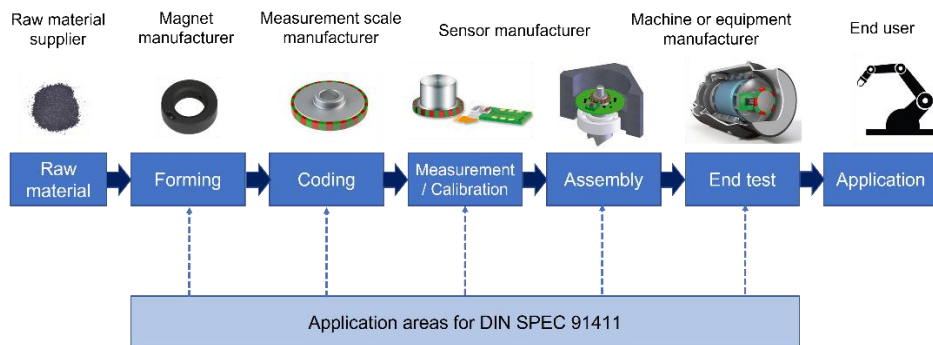 Raw material
supplier
Magnet
manufacturer
Measurement scale
manufacturer
Sensor manufacturer
Machine or equipment
manufacturer
End user
Raw
material
Forming
Coding
Measurement
/ Calibration
Assembly
End test
Application
Application areas for DIN SPEC 91411